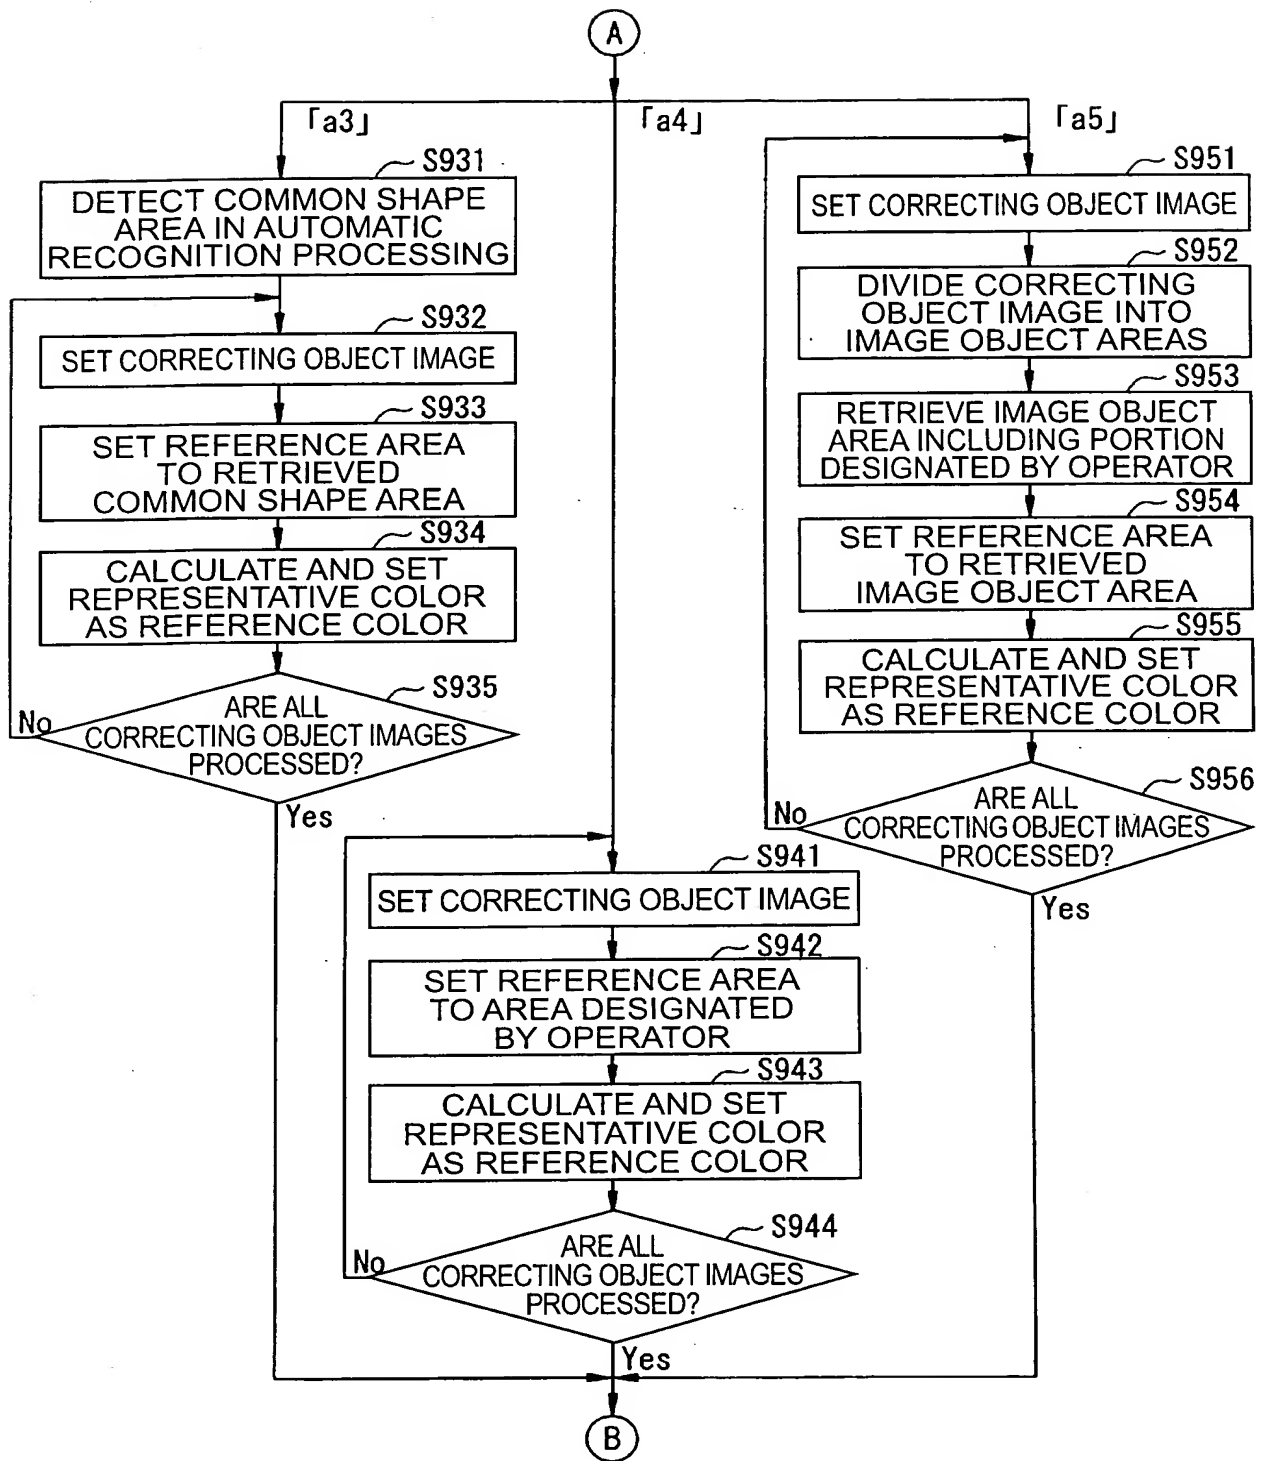 A
「a3」
「a4」
「a5」
S931
DETECT COMMON SHAPE
AREA IN AUTOMATIC
RECOGNITION PROCESSING
S932
SET CORRECTING OBJECT IMAGE
S933
SET REFERENCE AREA
TO RETRIEVED
COMMON SHAPE AREA
S934
CALCULATE AND SET
REPRESENTATIVE COLOR
AS REFERENCE COLOR
S935
ARE ALL
CORRECTING OBJECT IMAGES
PROCESSED?
No
Yes
S941
SET CORRECTING OBJECT IMAGE
S942
SET REFERENCE AREA
TO AREA DESIGNATED
BY OPERATOR
S943
CALCULATE AND SET
REPRESENTATIVE COLOR
AS REFERENCE COLOR
S944
ARE ALL
CORRECTING OBJECT IMAGES
PROCESSED?
No
Yes
S951
SET CORRECTING OBJECT IMAGE
S952
DIVIDE CORRECTING
OBJECT IMAGE INTO
IMAGE OBJECT AREAS
S953
RETRIEVE IMAGE OBJECT
AREA INCLUDING PORTION
DESIGNATED BY OPERATOR
S954
SET REFERENCE AREA
TO RETRIEVED
IMAGE OBJECT AREA
S955
CALCULATE AND SET
REPRESENTATIVE COLOR
AS REFERENCE COLOR
S956
ARE ALL
CORRECTING OBJECT IMAGES
PROCESSED?
No
Yes
B